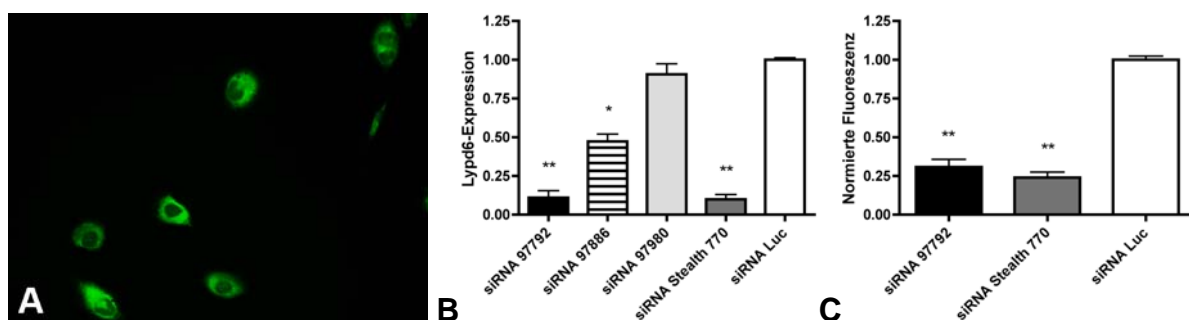 A
B
Lypd6-Expression
1.25
1.00
0.75
0.50
0.25
0.00
**
*
**
siRNA 97792
siRNA 97886
siRNA 97980
siRNA Stealth 770
siRNA Luc
C
Normierte Fluoreszenz
1.25
1.00
0.75
0.50
0.25
0.00
**
**
siRNA 97792
siRNA Stealth 770
siRNA Luc